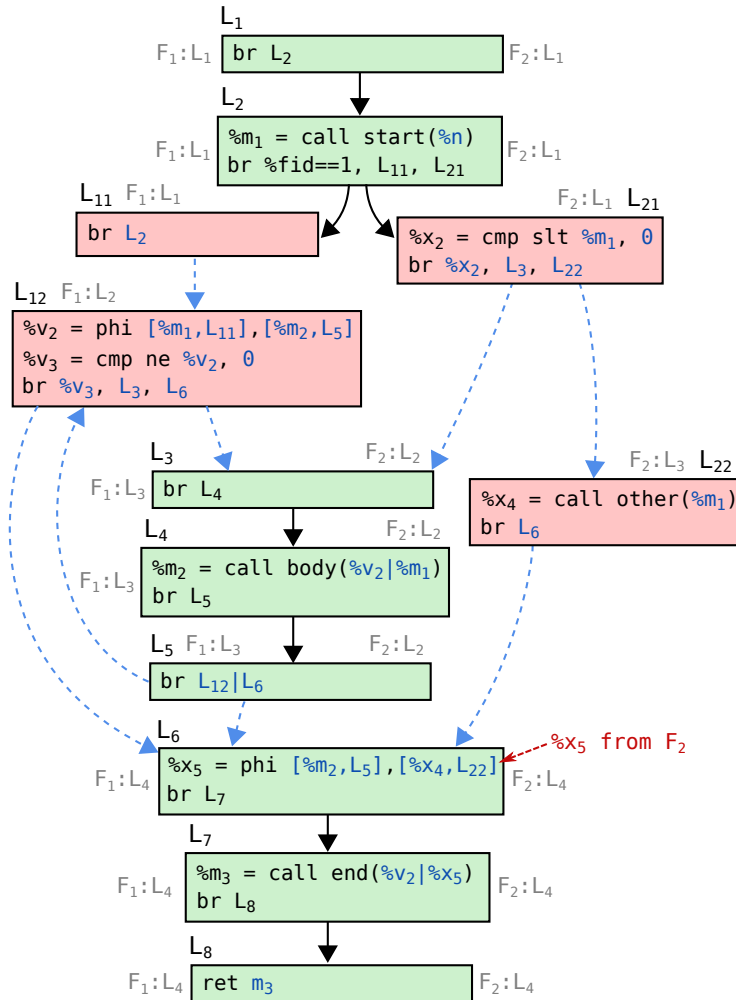 L₁
F₁:L₁ br L₂ F₂:L₁
L₂
%m₁ = call start(%n)
F₁:L₁ F₂:L₁
br %fid==1, L₁₁, L₂₁
L₁₁ F₁:L₁
br L₂
F₂:L₁ L₂₁
%x₂ = cmp slt %m₁, 0
br %x₂, L₃, L₂₂
L₁₂ F₁:L₂
%v₂ = phi [%m₁,L₁₁],[%m₂,L₅]
%v₃ = cmp ne %v₂, 0
br %v₃, L₃, L₆
L₃ F₂:L₂
F₁:L₃ br L₄
F₂:L₃ L₂₂
%x₄ = call other(%m₁)
br L₆
L₄ F₂:L₂
%m₂ = call body(%v₂|%m₁)
F₁:L₃
br L₅
L₅ F₁:L₃ F₂:L₂
br L₁₂|L₆
L₆
%x₅ from F₂
%x₅ = phi [%m₂,L₅],[%x₄,L₂₂]
F₁:L₄ F₂:L₄
br L₇
L₇
%m₃ = call end(%v₂|%x₅)
F₁:L₄ F₂:L₄
br L₈
L₈
F₁:L₄ ret m₃ F₂:L₄